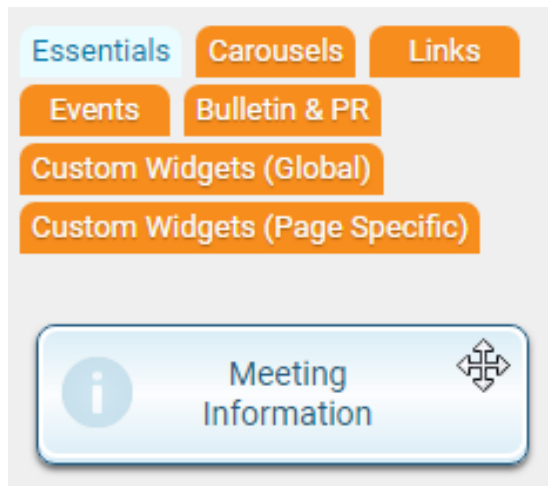 Essentials Carousels Links
Events Bulletin & PR
Custom Widgets (Global)
Custom Widgets (Page Specific)
Meeting
Information